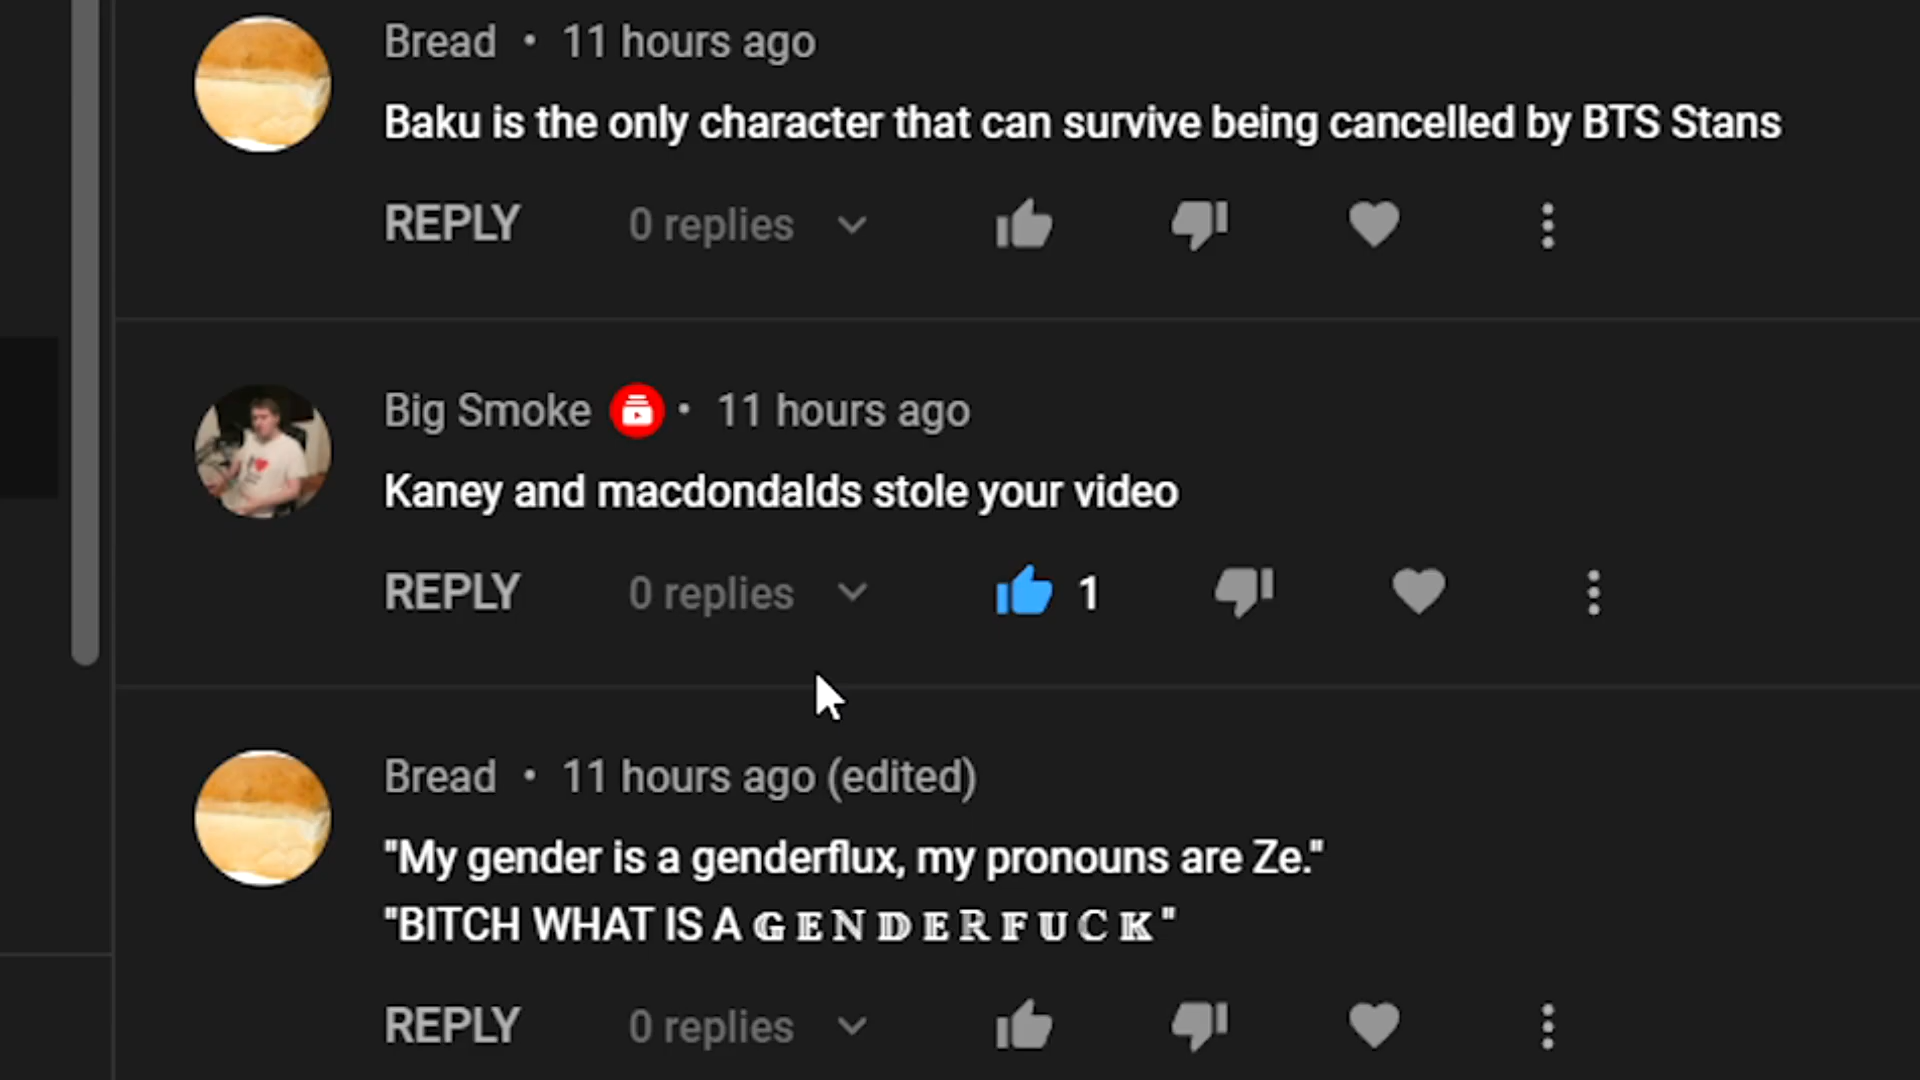 Bread • 11 hours ago
Baku is the only character that can survive being cancelled by BTS Stans
REPLY 0 replies
Big Smoke • 11 hours ago
Kaney and macdondalds stole your video
REPLY 0 replies 1
Bread • 11 hours ago (edited)
"My gender is a genderflux, my pronouns are Ze."
"BITCH WHAT IS A 𝔾 𝔼 ℕ 𝔻 𝔼 ℝ 𝔽 𝕌 ℂ 𝕂 "
REPLY 0 replies